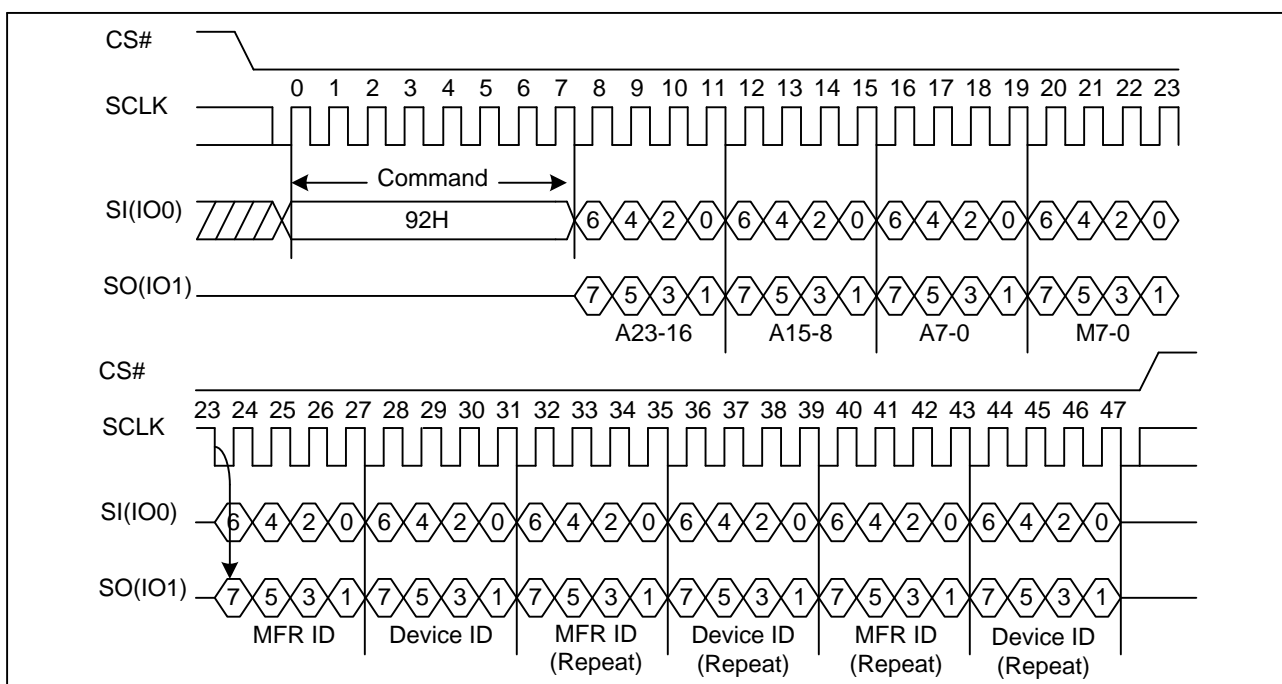 CS#
0 1 2 3 4 5 6 7 8 9 10 11 12 13 14 15 16 17 18 19 20 21 22 23
SCLK
Command
SI(IO0) 92H 6 4 2 0 6 4 2 0 6 4 2 0 6 4 2 0
SO(IO1) 7 5 3 1 7 5 3 1 7 5 3 1 7 5 3 1
A23-16 A15-8 A7-0 M7-0
CS#
23 24 25 26 27 28 29 30 31 32 33 34 35 36 37 38 39 40 41 42 43 44 45 46 47
SCLK
SI(IO0) 6 4 2 0 6 4 2 0 6 4 2 0 6 4 2 0 6 4 2 0 6 4 2 0
SO(IO1) 7 5 3 1 7 5 3 1 7 5 3 1 7 5 3 1 7 5 3 1 7 5 3 1
MFR ID Device ID MFR ID Device ID MFR ID Device ID
(Repeat) (Repeat) (Repeat) (Repeat)